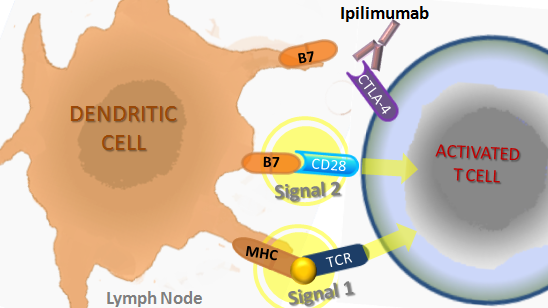 Ipilimumab
B7
CTLA-4
DENDRITIC
CELL
B7
CD28
Signal 2
ACTIVATED
T CELL
MHC
TCR
Signal 1
Lymph Node